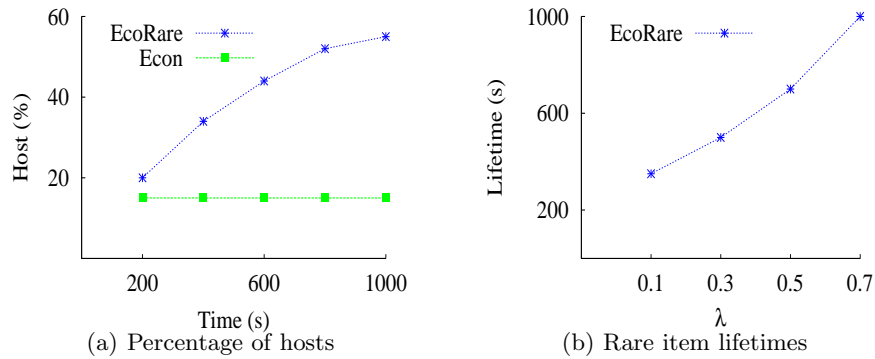 60
40
20
Host (%)
EcoRare
Econ
200
600
1000
Time (s)
(a) Percentage of hosts
1000
600
200
Lifetime (s)
EcoRare
0.1
0.3
0.5
0.7
λ
(b) Rare item lifetimes